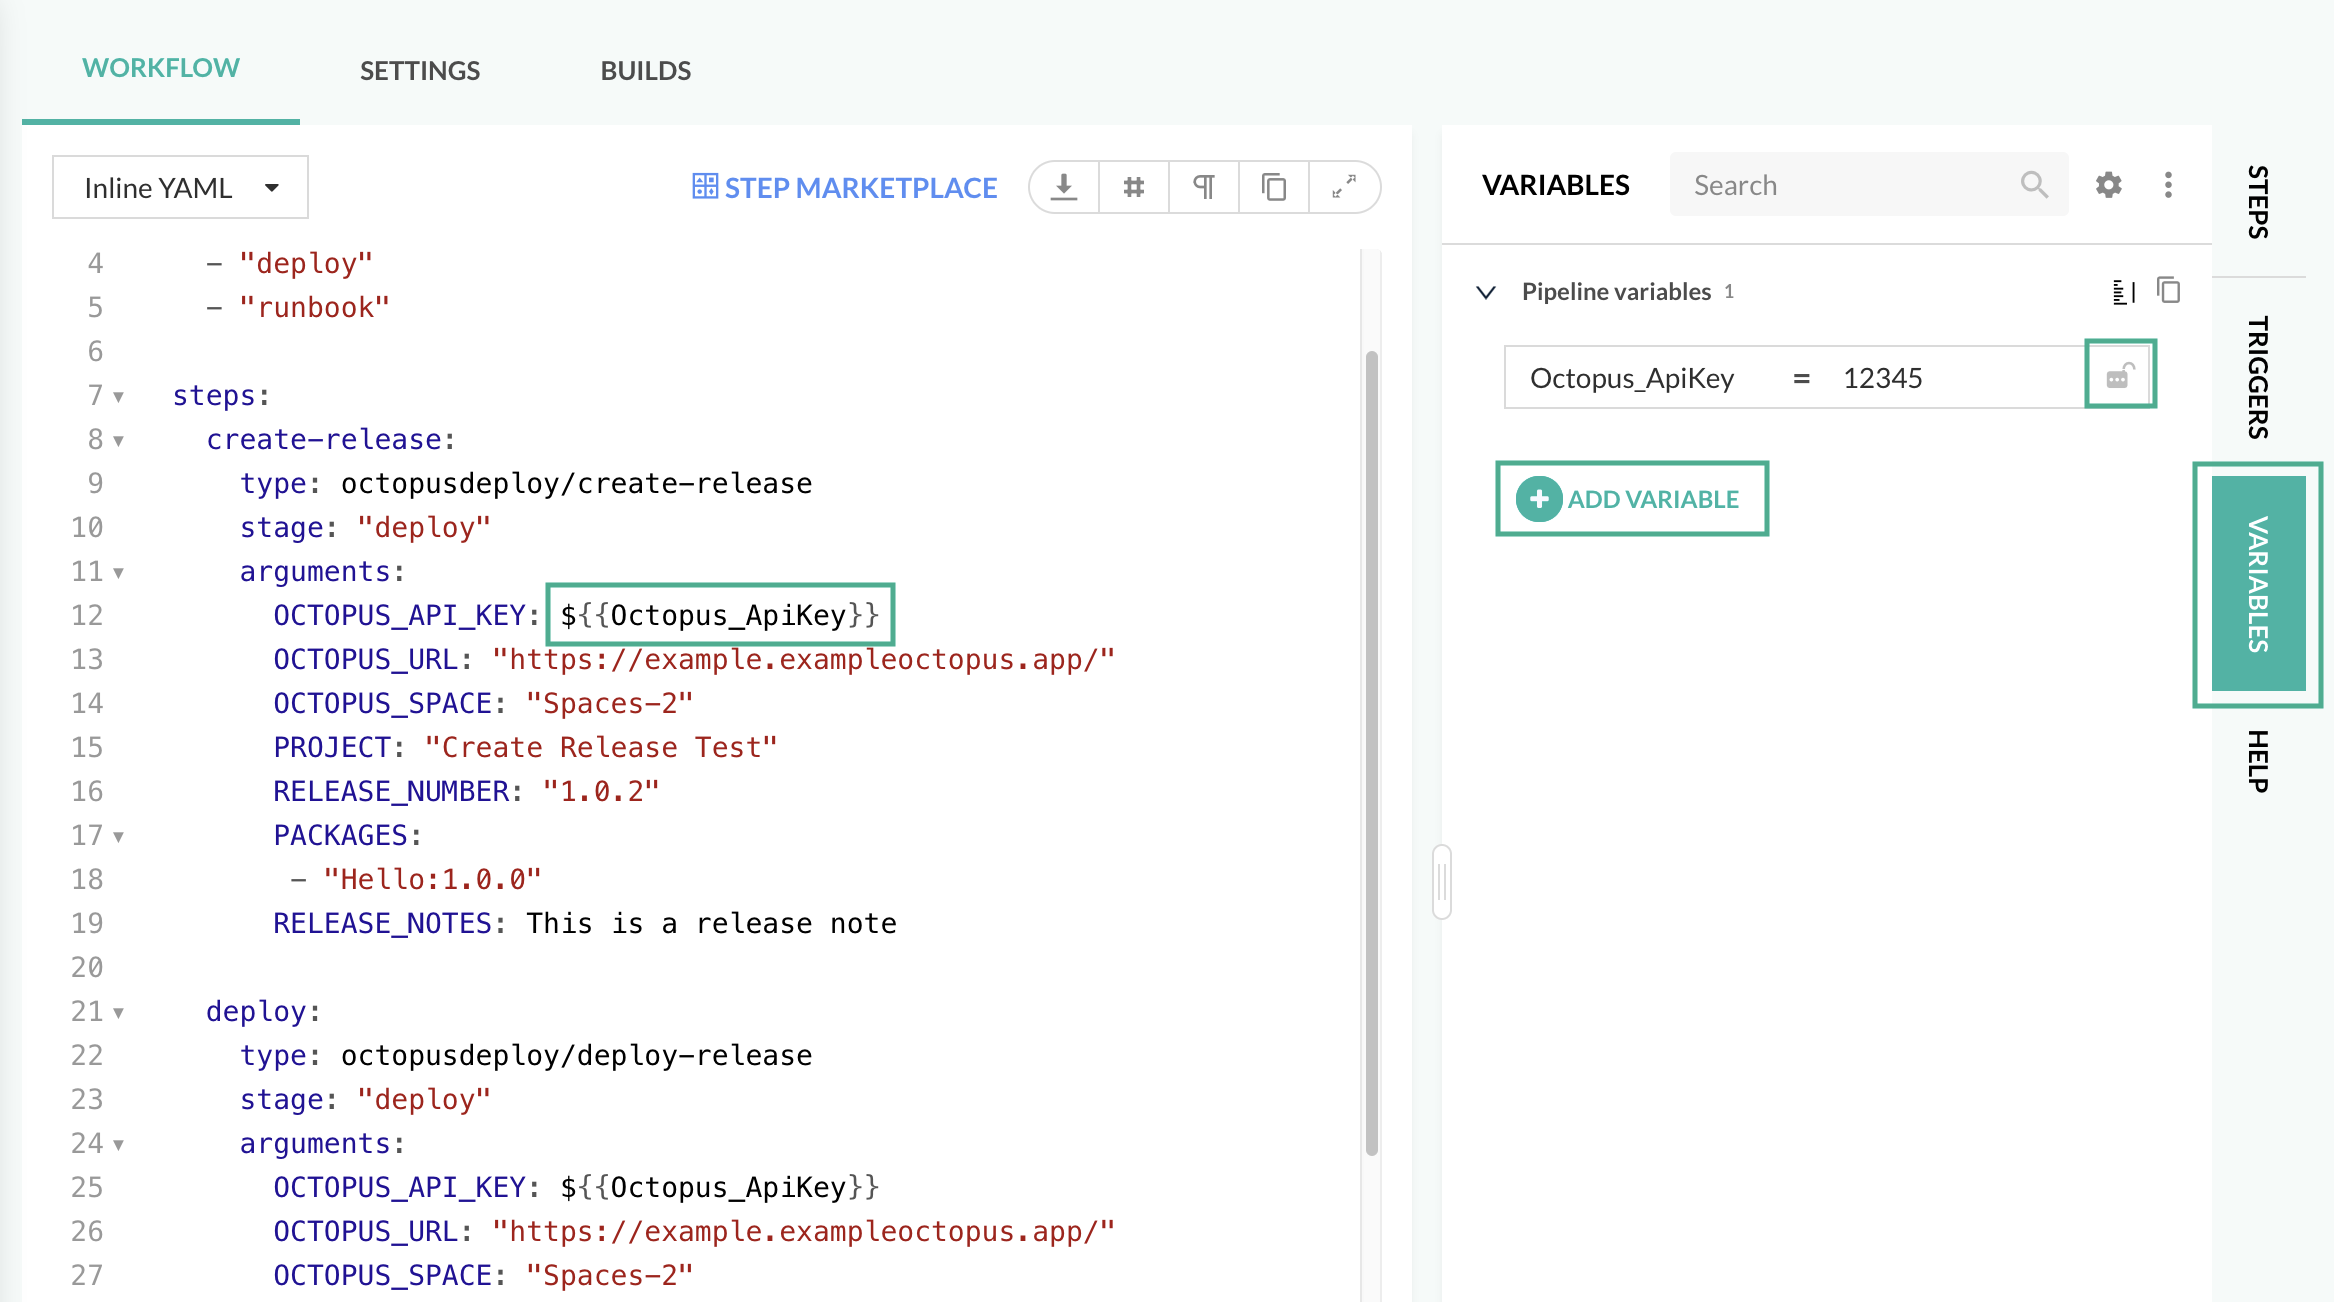 WORKFLOW SETTINGS BUILDS
Inline YAML STEP MARKETPLACE
4 - "deploy"
5 - "runbook"
6
7 steps:
8 create-release:
9 type: octopusdeploy/create-release
10 stage: "deploy"
11 arguments:
12 OCTOPUS_API_KEY: ${{Octopus_ApiKey}}
13 OCTOPUS_URL: "https://example.exampleoctopus.app/"
14 OCTOPUS_SPACE: "Spaces-2"
15 PROJECT: "Create Release Test"
16 RELEASE_NUMBER: "1.0.2"
17 PACKAGES:
18 - "Hello:1.0.0"
19 RELEASE_NOTES: This is a release note
20
21 deploy:
22 type: octopusdeploy/deploy-release
23 stage: "deploy"
24 arguments:
25 OCTOPUS_API_KEY: ${{Octopus_ApiKey}}
26 OCTOPUS_URL: "https://example.exampleoctopus.app/"
27 OCTOPUS_SPACE: "Spaces-2"
VARIABLES Search
Pipeline variables 1
Octopus_ApiKey = 12345
ADD VARIABLE
STEPS
TRIGGERS
VARIABLES
HELP